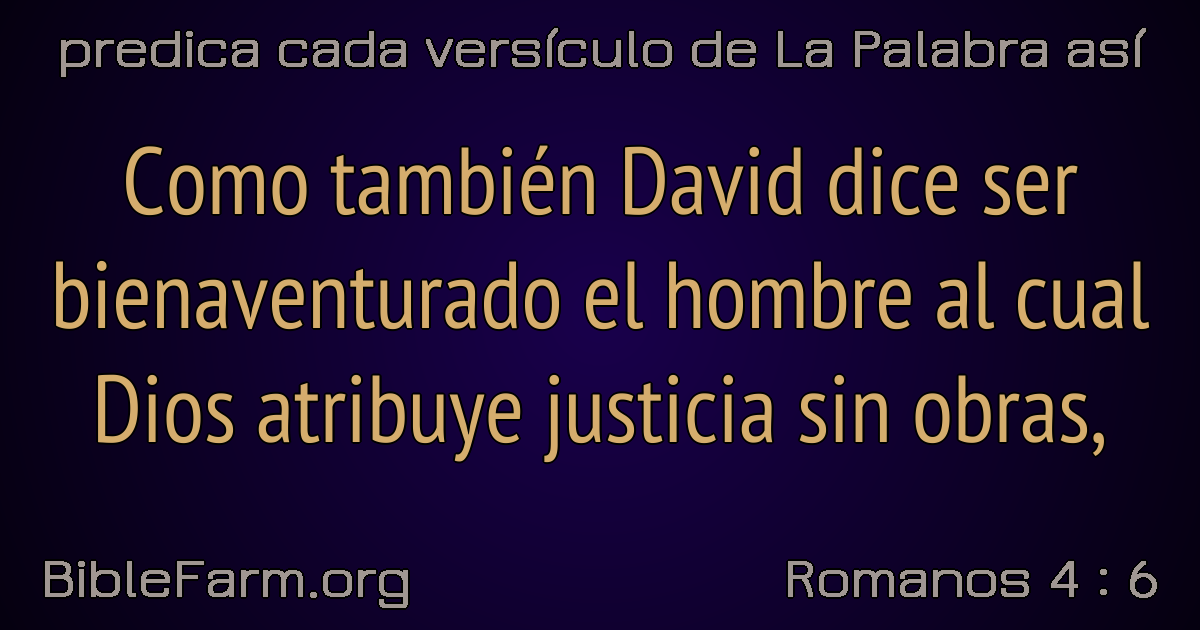 predica cada versículo de La Palabra así
Como también David dice ser
bienaventurado el hombre al cual
Dios atribuye justicia sin obras,
BibleFarm.org
Romanos 4 : 6